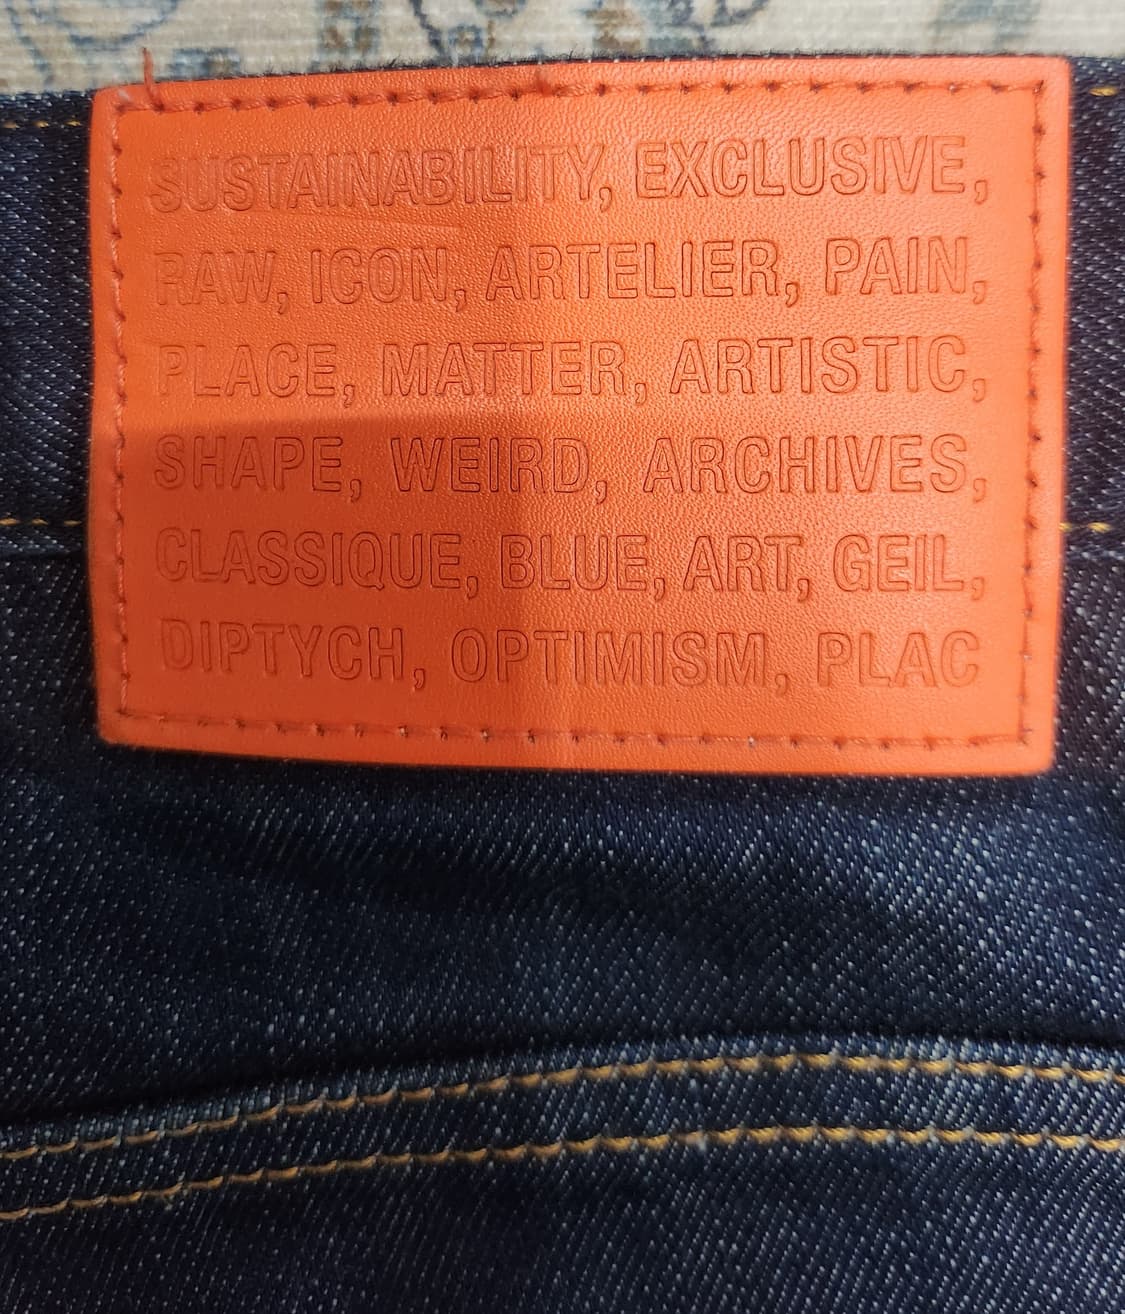 SUSTAINABILITY, EXCLUSIVE,
RAW, ICON, ARTELIER, PAIN,
PLACE, MATTER, ARTISTIC,
SHAPE, WEIRD, ARCHIVES,
CLASSIQUE, BLUE, ART, GEIL,
DIPTYCH, OPTIMISM, PLAC